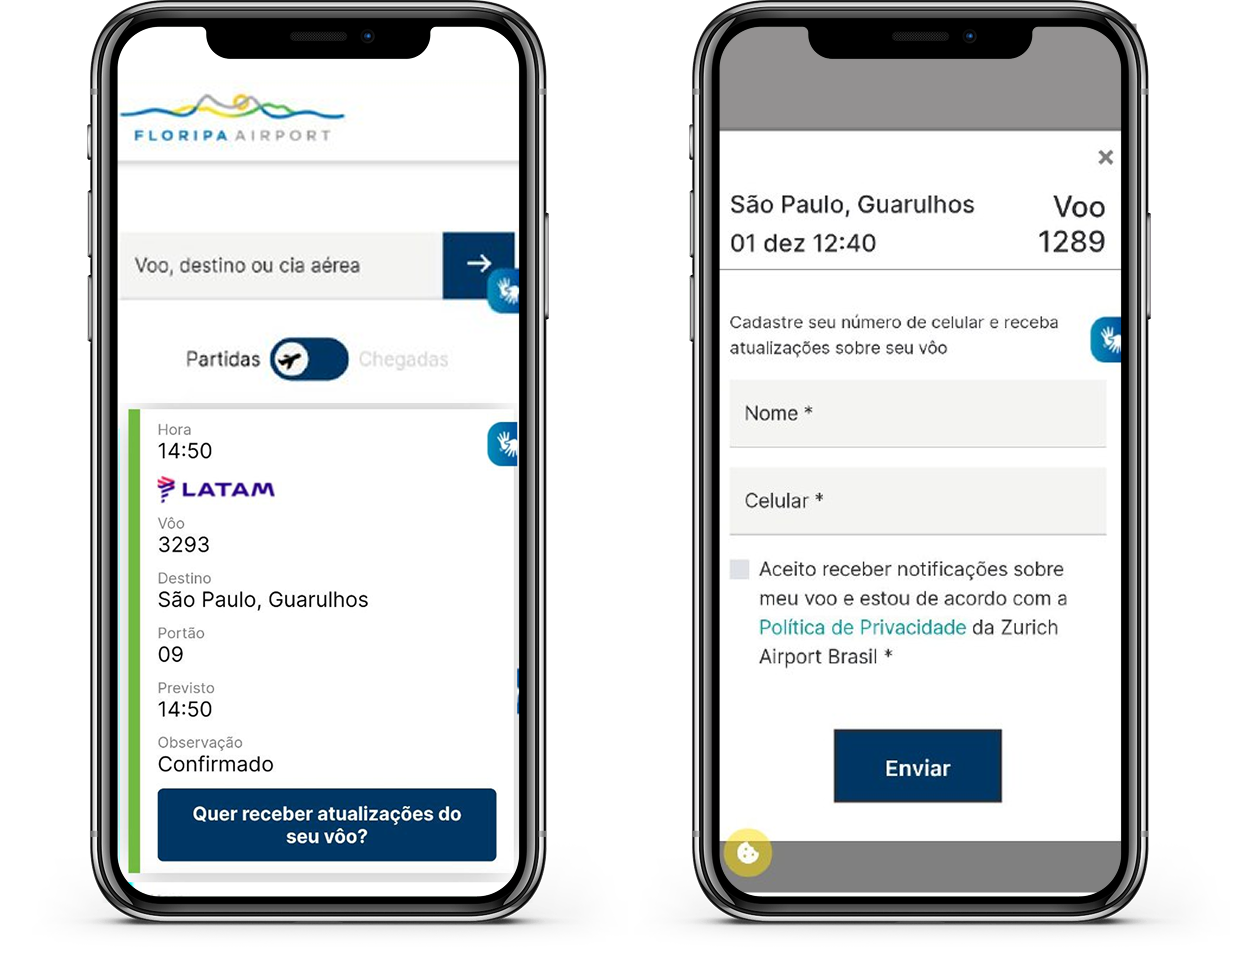 FLORIPA AIRPORT
Voo, destino ou cia aérea
Partidas
Chegadas
Hora
14:50
LATAM
Vôo
3293
Destino
São Paulo, Guarulhos
Portão
09
Previsto
14:50
Observação
Confirmado
Quer receber atualizações do
seu vôo?
São Paulo, Guarulhos
01 dez 12:40
Voo
1289
Cadastre seu número de celular e receba
atualizações sobre seu vôo
Nome *
Celular *
Aceito receber notificações sobre
meu voo e estou de acordo com a
Política de Privacidade da Zurich
Airport Brasil *
Enviar